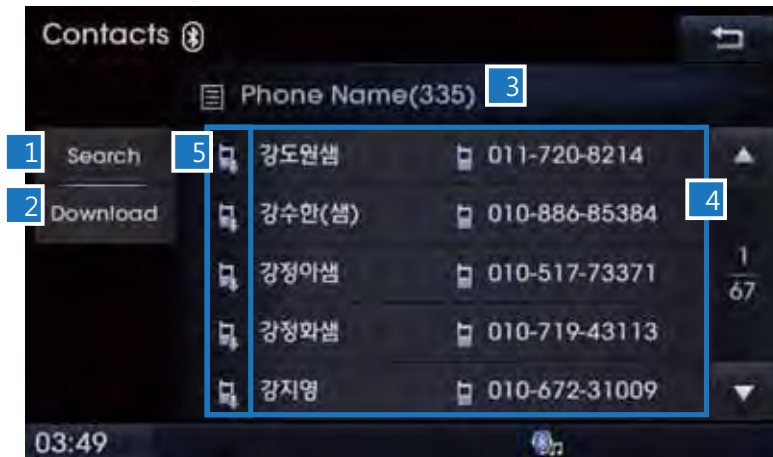 Contacts
Phone Name(335) 3
1 Search
2 Download
5
강도원샘 011-720-8214
강수한(샘) 010-886-85384
4
강정아샘 010-517-73371
강정화샘 010-719-43113
강지영 010-672-31009
1
67
03:49